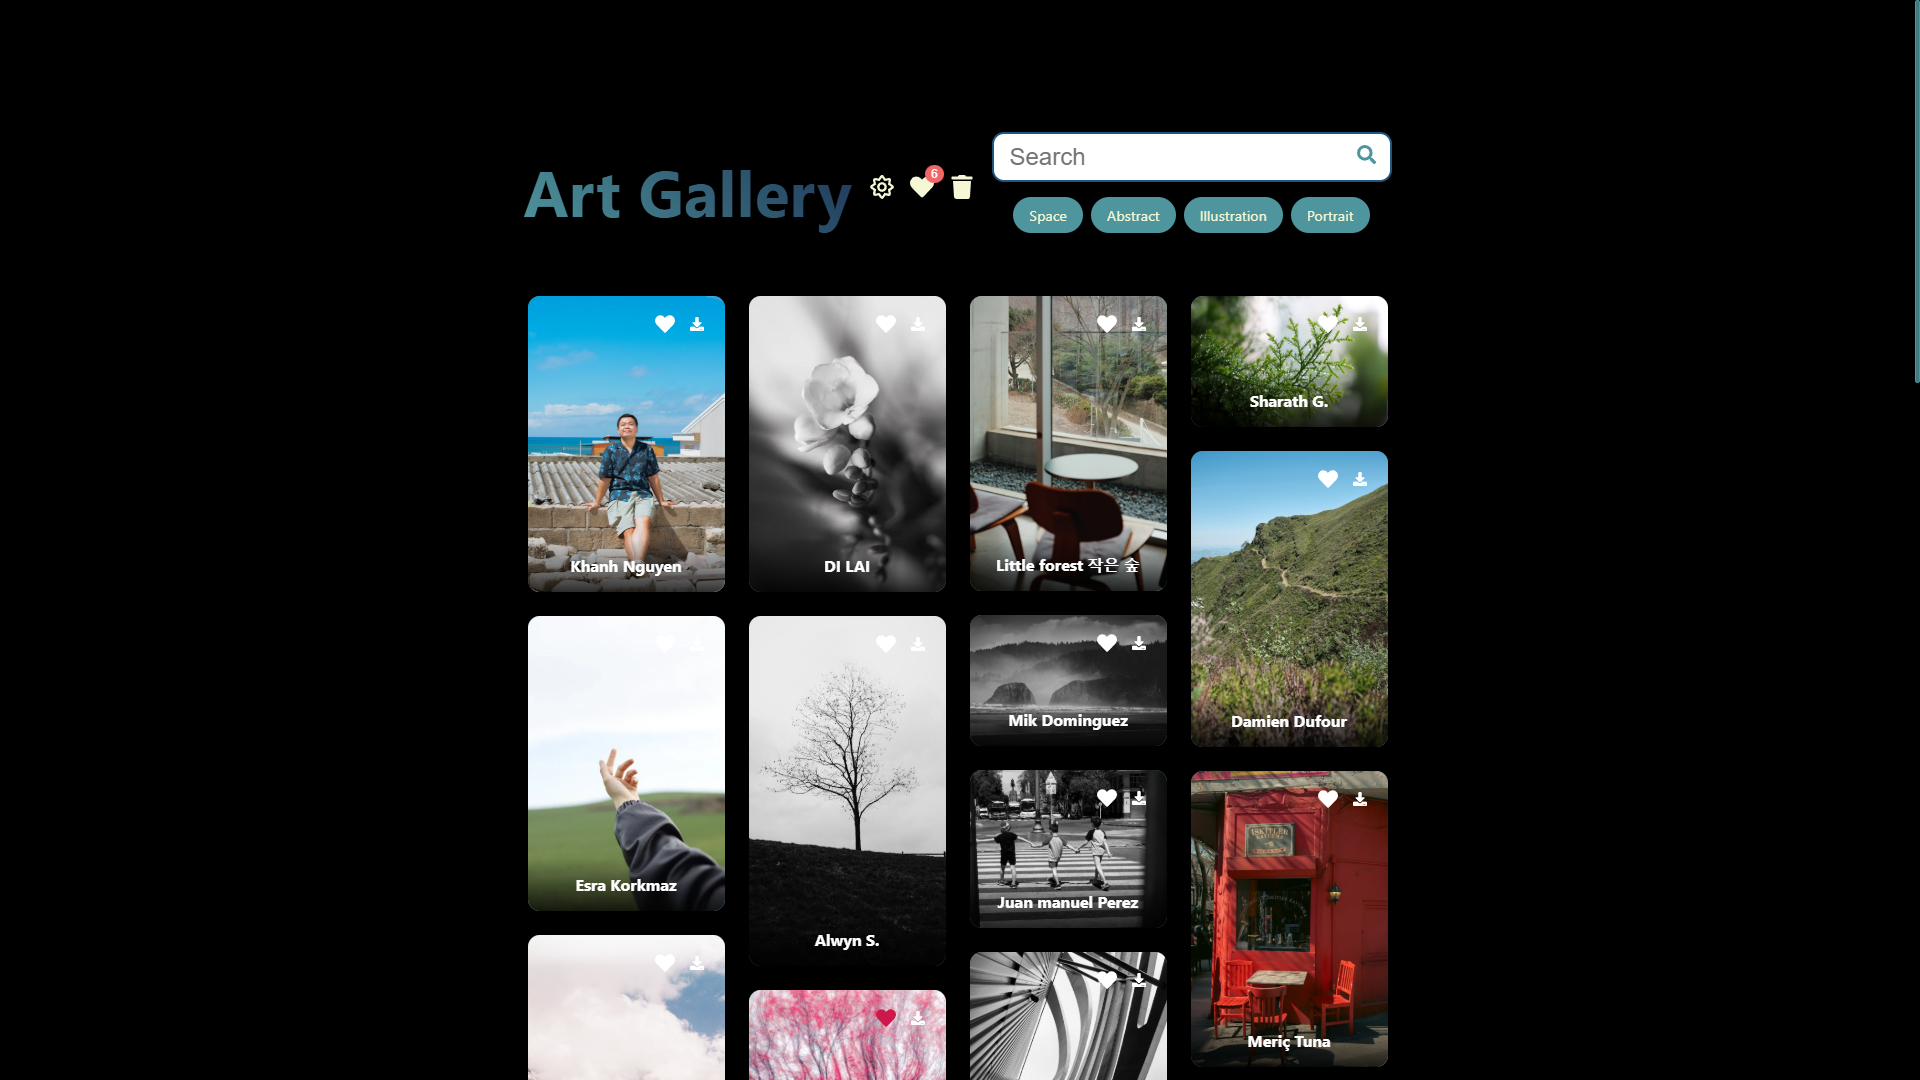 Art Gallery
6
Search
Space
Abstract
Illustration
Portrait
Khanh Nguyen
DI LAI
Little forest 작은 숲
Sharath G.
Esra Korkmaz
Alwyn S.
Mik Dominguez
Damien Dufour
Juan manuel Perez
Meriç Tuna